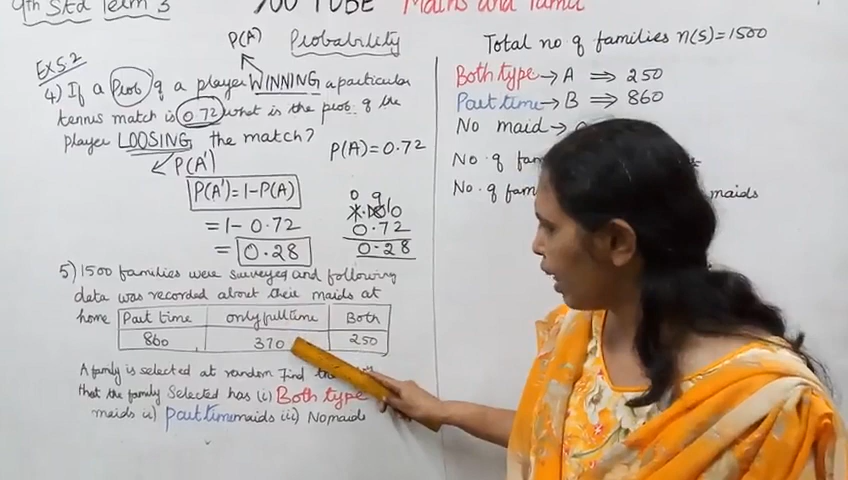 9th Std Term 3
YOU TUBE Maths and Tamil
Probability
P(A)
Ex 5.2
4) If a Prob of a player WINNING a particular
tennis match is 0.72 what is the prob. of the
player LOOSING the match?
P(A')
P(A) = 0.72
P(A') = 1-P(A)
= 1- 0.72
= 0.28
0 9
1.00 10
0.72
0.28
5) 1500 families were surveyed and following
data was recorded about their maids at
home
Part time only fulltime Both
860 370 250
A family is selected at random Find the
that the family Selected has (i) Both type
maids ii) Part time maids iii) No maids
Total no of families n(S) = 1500
Both type → A ⇒ 250
Part time → B ⇒ 860
No maid →
No. of fam
No. of fam maids